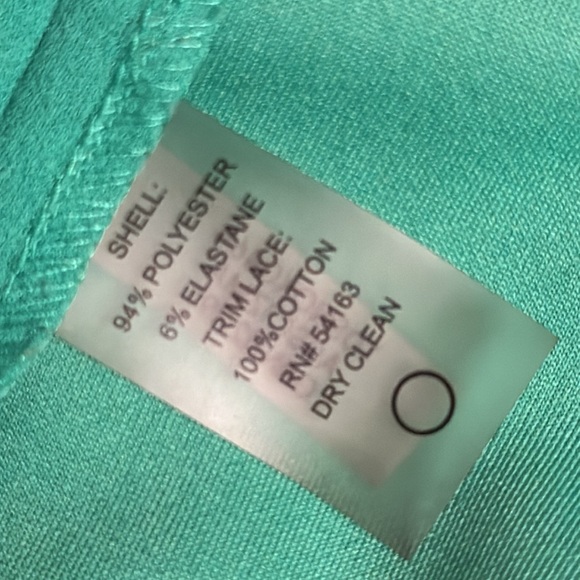 SHELL:
94% POLYESTER
6% ELASTANE
TRIM LACE:
100%COTTON
RN# 54163
DRY CLEAN